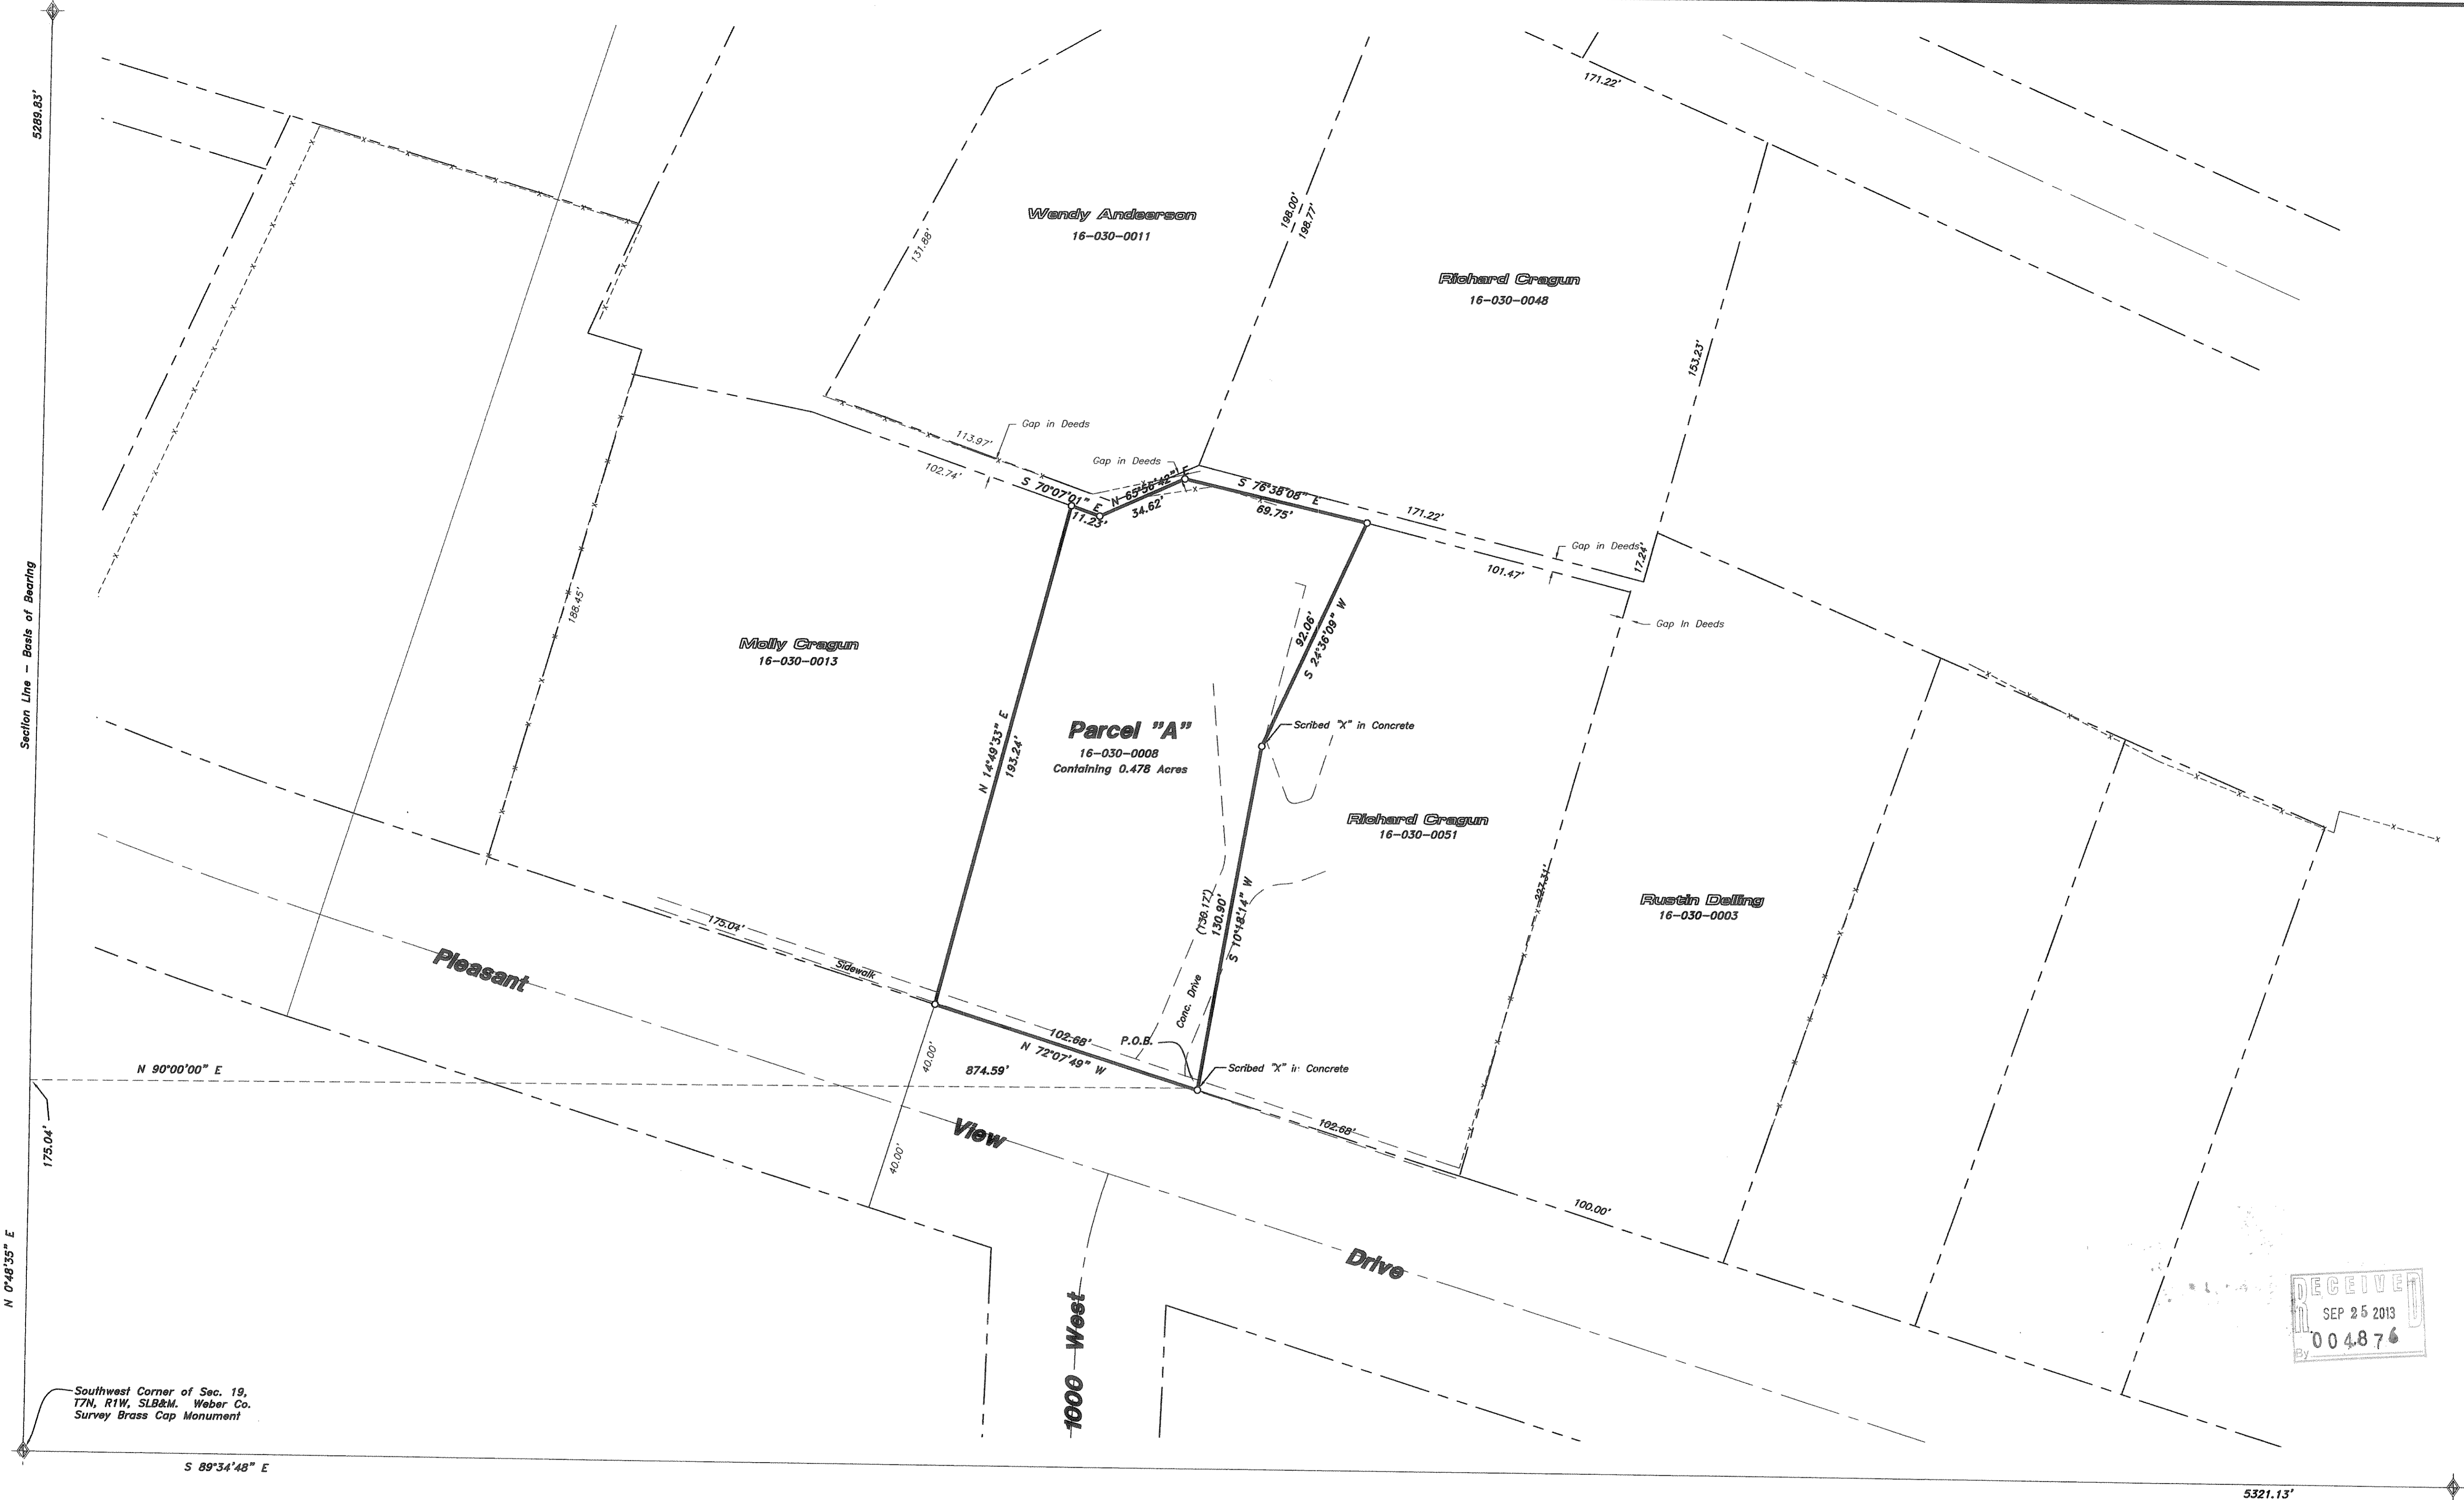 5289.83'
171.22'
Wendy Andeerson
16-030-0011
198.00'
198.77'
131.88'
Richard Cragun
16-030-0048
153.23'
Gap in Deeds
113.97'
102.74'
Gap in Deeds
S 70°07'01" E
11.23'
34.62'
S 76°38'08" E
69.75'
171.22'
Gap in Deeds
17.24'
101.47'
Gap In Deeds
Section Line - Basis of Bearing
188.45'
Molly Cragun
16-030-0013
N 14°49'33" E
193.24'
Parcel "A"
16-030-0008
Containing 0.478 Acres
92.06'
S 24°36'09" W
Scribed "X" in Concrete
Richard Cragun
16-030-0051
130.90'
S 10°18'14" W
227.31'
Rustin Delling
16-030-0003
175.04'
Sidewalk
Pleasant
Conc. Drive
102.68'
N 72°07'49" W
P.O.B.
40.00'
N 90°00'00" E
874.59'
Scribed "X" in Concrete
175.04'
View
102.68'
40.00'
100.00'
Drive
N 0°48'35" E
1000 West
RECEIVED
SEP 25 2013
By 004876
Southwest Corner of Sec. 19,
T7N, R1W, SLB&M. Weber Co.
Survey Brass Cap Monument
S 89°34'48" E
5321.13'